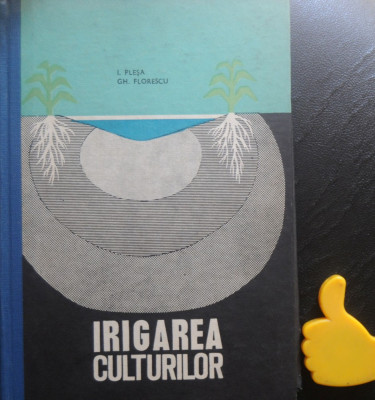 I. PLEȘA
GH. FLORESCU
IRIGAREA
CULTURILOR